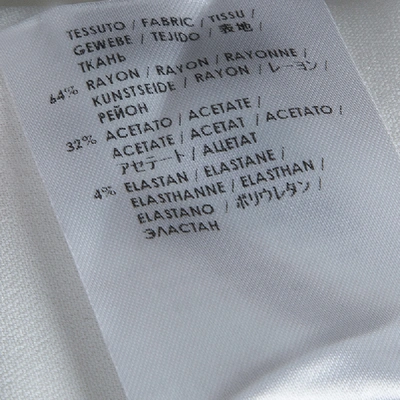 TESSUTO / FABRIC / TISSU /
GEWEBE / TEJIDO / 表地 /
ТКАНЬ
64% RAYON / RAYON / RAYONNE /
KUNSTSEIDE / RAYON / レーヨン /
РЕЙОН
32% ACETATO / ACETATE /
ACETATE / ACETAT / ACETATO /
アセテート / АЦЕТАТ
4% ELASTAN / ELASTANE /
ELASTHANNE / ELASTHAN /
ELASTANO / ポリウレタン /
ЭЛАСТАН